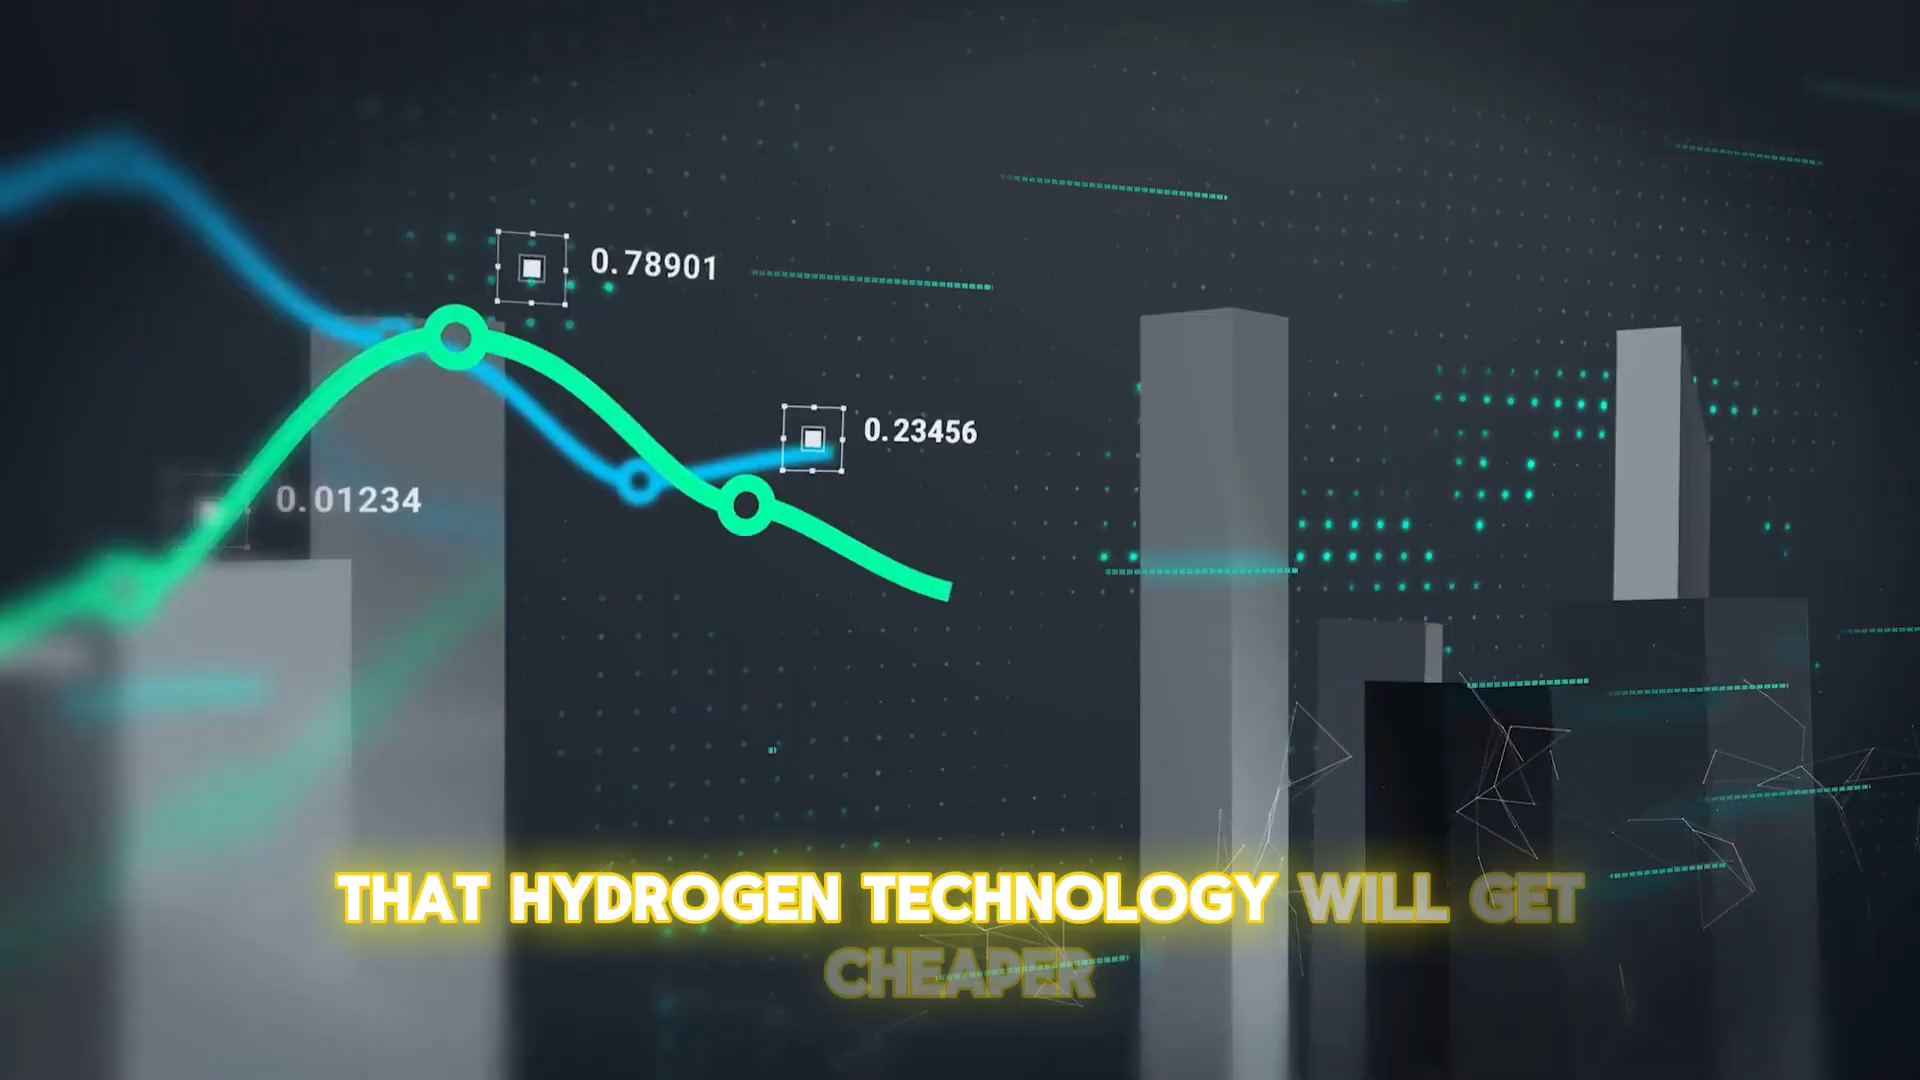 0.78901
0.23456
0.01234
THAT HYDROGEN TECHNOLOGY WILL GET
CHEAPER